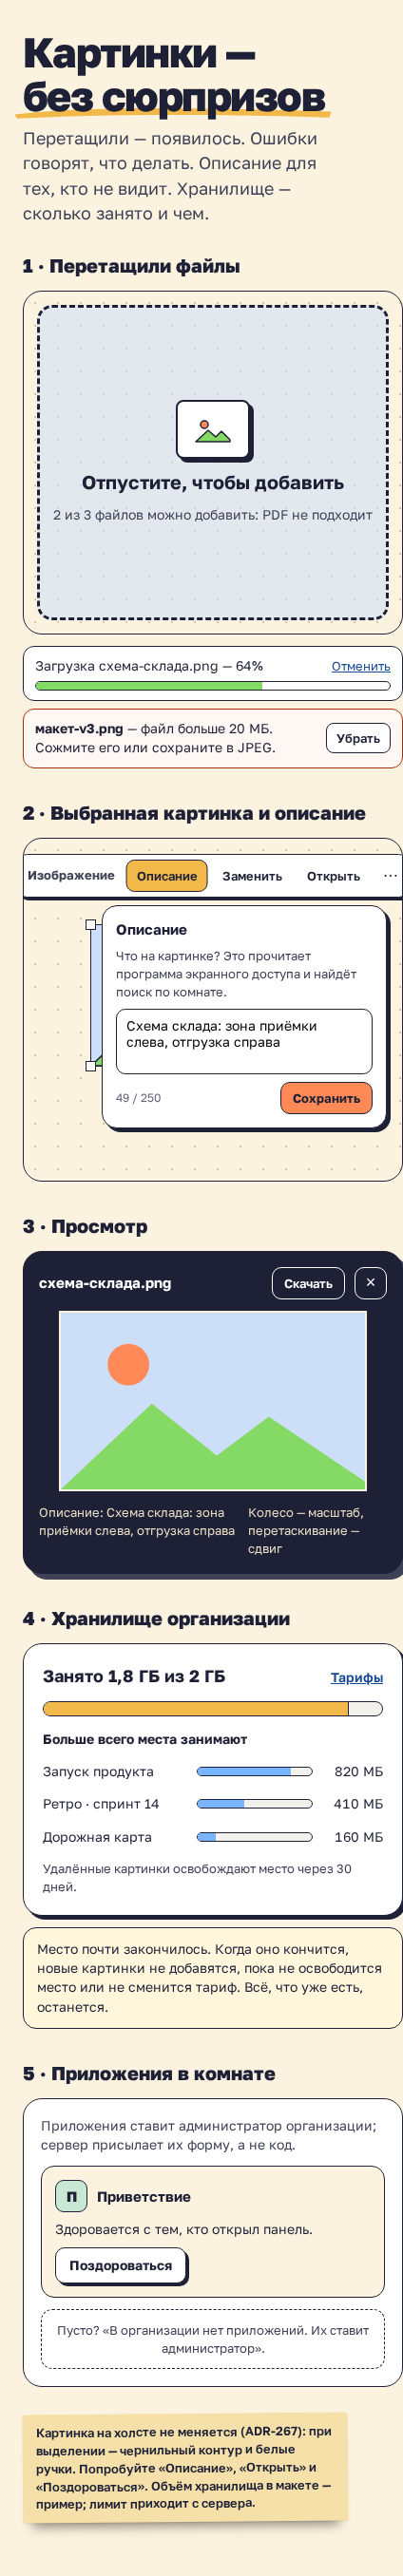 Картинки —
без сюрпризов
Перетащили — появилось. Ошибки
говорят, что делать. Описание для
тех, кто не видит. Хранилище —
сколько занято и чем.
1 · Перетащили файлы
Отпустите, чтобы добавить
2 из 3 файлов можно добавить: PDF не подходит
Загрузка схема-склада.png — 64% Отменить
макет-v3.png — файл больше 20 МБ.
Сожмите его или сохраните в JPEG.
Убрать
2 · Выбранная картинка и описание
Изображение Описание Заменить Открыть ···
Описание
Что на картинке? Это прочитает
программа экранного доступа и найдёт
поиск по комнате.
Схема склада: зона приёмки
слева, отгрузка справа
49 / 250 Сохранить
3 · Просмотр
схема-склада.png Скачать ×
Описание: Схема склада: зона
приёмки слева, отгрузка справа
Колесо — масштаб,
перетаскивание —
сдвиг
4 · Хранилище организации
Занято 1,8 ГБ из 2 ГБ Тарифы
Больше всего места занимают
Запуск продукта 820 МБ
Ретро · спринт 14 410 МБ
Дорожная карта 160 МБ
Удалённые картинки освобождают место через 30
дней.
Место почти закончилось. Когда оно кончится,
новые картинки не добавятся, пока не освободится
место или не сменится тариф. Всё, что уже есть,
останется.
5 · Приложения в комнате
Приложения ставит администратор организации;
сервер присылает их форму, а не код.
П Приветствие
Здоровается с тем, кто открыл панель.
Поздороваться
Пусто? «В организации нет приложений. Их ставит
администратор».
Картинка на холсте не меняется (ADR-267): при
выделении — чернильный контур и белые
ручки. Попробуйте «Описание», «Открыть» и
«Поздороваться». Объём хранилища в макете —
пример; лимит приходит с сервера.